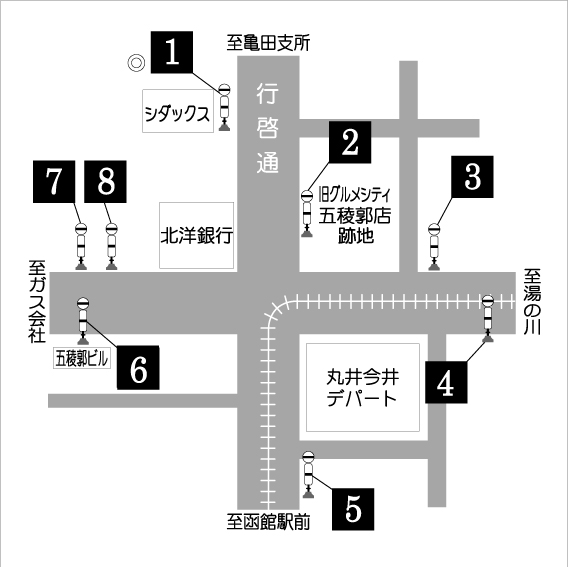 至亀田支所
1
シダックス
行啓通
2
旧グルメシティ
五稜郭店
跡地
3
7
8
北洋銀行
至ガス会社
至湯の川
6
五稜郭ビル
4
丸井今井
デパート
5
至函館駅前